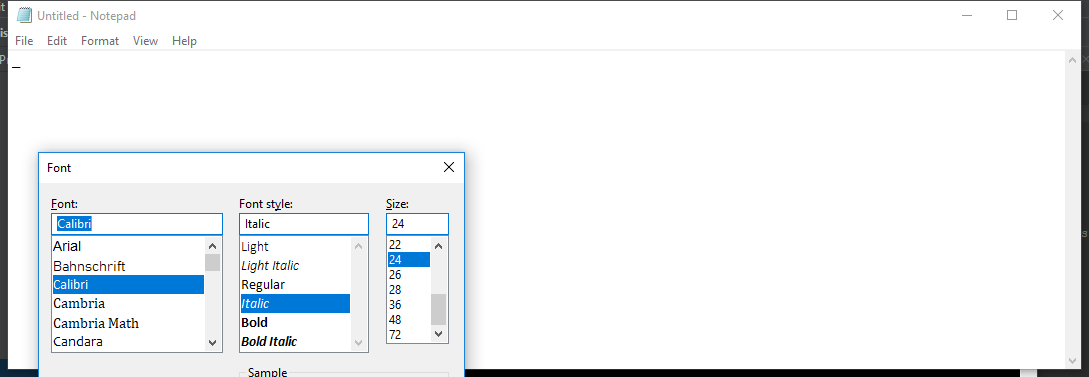 Untitled - Notepad
File Edit Format View Help
Font
Font: Font style: Size:
Calibri Italic 24
Arial Light 22
Bahnschrift Light Italic 24
Calibri Regular 26
Cambria Italic 28
Cambria Math Bold 36
Candara Bold Italic 48
72
Sample